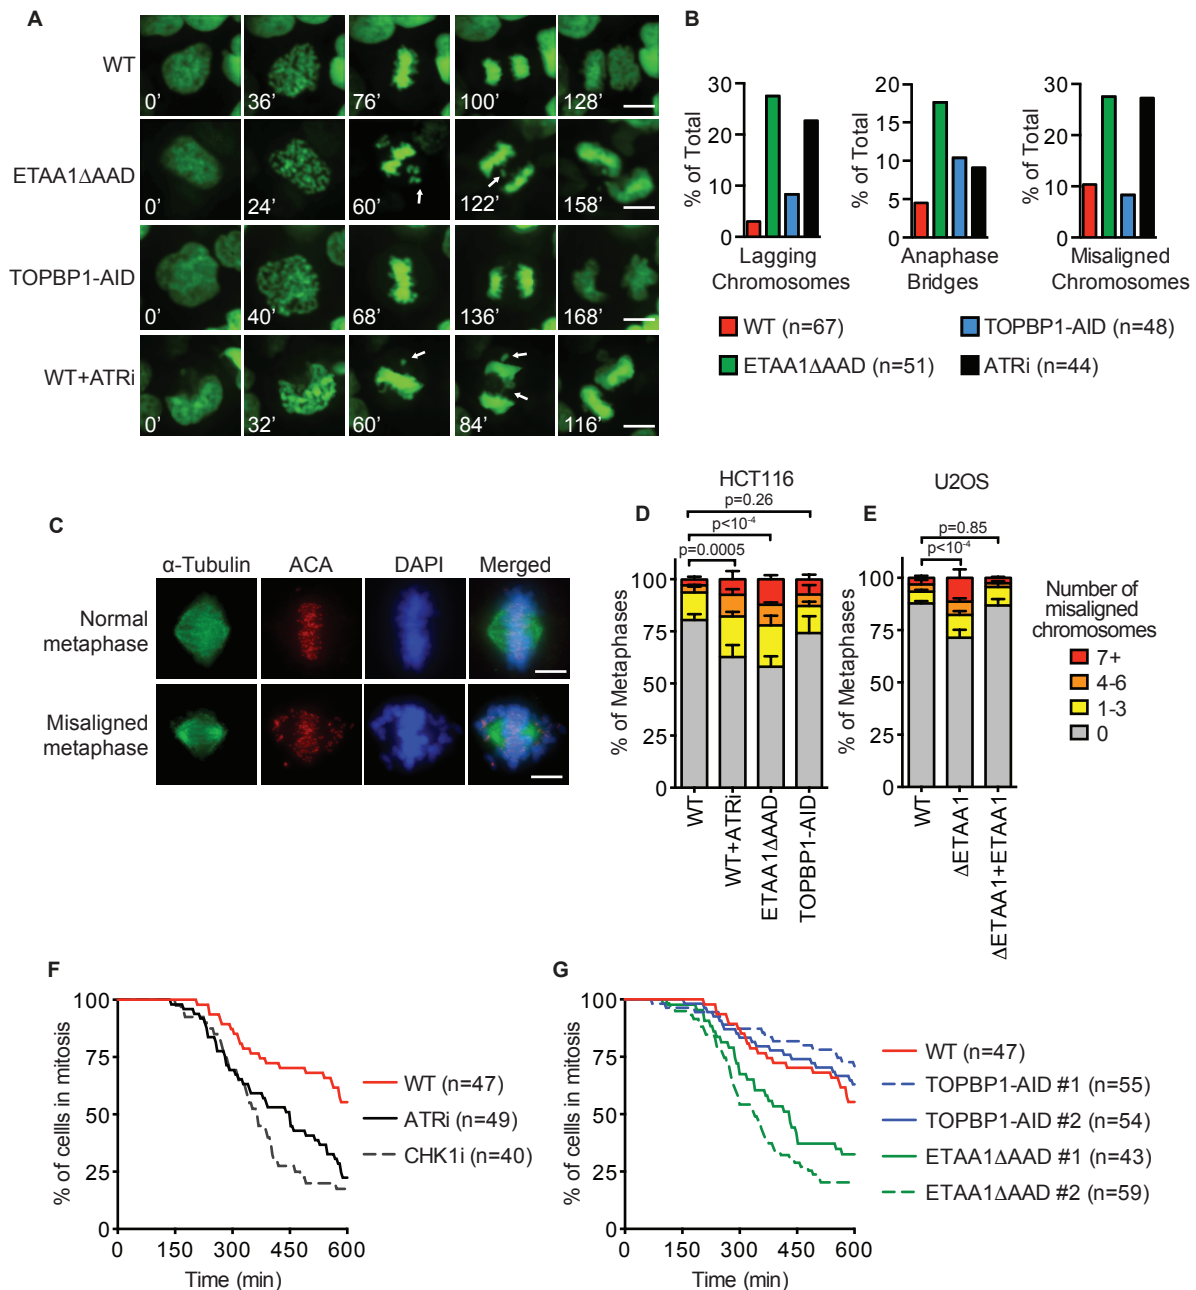 A
WT
0’ 36’ 76’ 100’ 128’
ETAA1ΔAAD
0’ 24’ 60’ 122’ 158’
TOPBP1-AID
0’ 40’ 68’ 136’ 168’
WT+ATRi
0’ 32’ 60’ 84’ 116’
B
% of Total
30
20
10
0
Lagging
Chromosomes
% of Total
20
15
10
5
0
Anaphase
Bridges
% of Total
30
20
10
0
Misaligned
Chromosomes
WT (n=67)
TOPBP1-AID (n=48)
ETAA1ΔAAD (n=51)
ATRi (n=44)
C
α-Tubulin ACA DAPI Merged
Normal
metaphase
Misaligned
metaphase
D
HCT116
p=0.26
p<10⁻⁴
p=0.0005
% of Metaphases
100
75
50
25
0
WT
WT+ATRi
ETAA1ΔAAD
TOPBP1-AID
E
U2OS
p=0.85
p<10⁻⁴
% of Metaphases
100
75
50
25
0
WT
ΔETAA1
ΔETAA1+ETAA1
Number of
misaligned
chromosomes
7+
4-6
1-3
0
F
% of cellls in mitosis
100
75
50
25
0
0 150 300 450 600
Time (min)
WT (n=47)
ATRi (n=49)
CHK1i (n=40)
G
% of cellls in mitosis
100
75
50
25
0
0 150 300 450 600
Time (min)
WT (n=47)
TOPBP1-AID #1 (n=55)
TOPBP1-AID #2 (n=54)
ETAA1ΔAAD #1 (n=43)
ETAA1ΔAAD #2 (n=59)